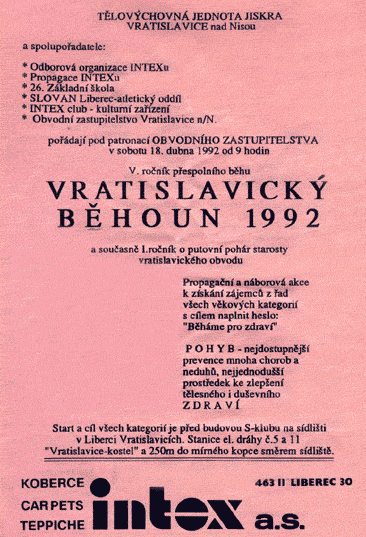 TĚLOVÝCHOVNÁ JEDNOTA JISKRA
VRATISLAVICE nad Nisou
a spolupořadatele:
* Odborová organizace INTEXu
* Propagace INTEXu
* 26. Základní škola
* SLOVAN Liberec-atletický oddíl
* INTEX club - kulturní zařízení
* Obvodní zastupitelství Vratislavice n/N.
pořádají pod patronací OBVODNÍHO ZASTUPITELSTVA
v sobotu 18. dubna 1992 od 9 hodin
V. ročník přespolního běhu
VRATISLAVICKÝ
BĚHOUN 1992
a současně I.ročník o putovní pohár starosty
vratislavického obvodu
Propagační a náborová akce
k získání zájemců z řad
všech věkových kategorií
s cílem naplnit heslo:
"Běháme pro zdraví"
POHYB - nejdostupnější
prevence mnoha chorob a
neduhů, nejjednodušší
prostředek ke zlepšení
tělesného i duševního
ZDRAVÍ
Start a cíl všech kategorií je před budovou S-klubu na sídlišti
v Liberci Vratislavicích. Stanice el. dráhy č.5 a 11
"Vratislavice-kostel" a 250m do mírného kopce směrem sídliště.
KOBERCE
CARPETS
TEPPICHE
intex a.s.
463 11 LIBEREC 30